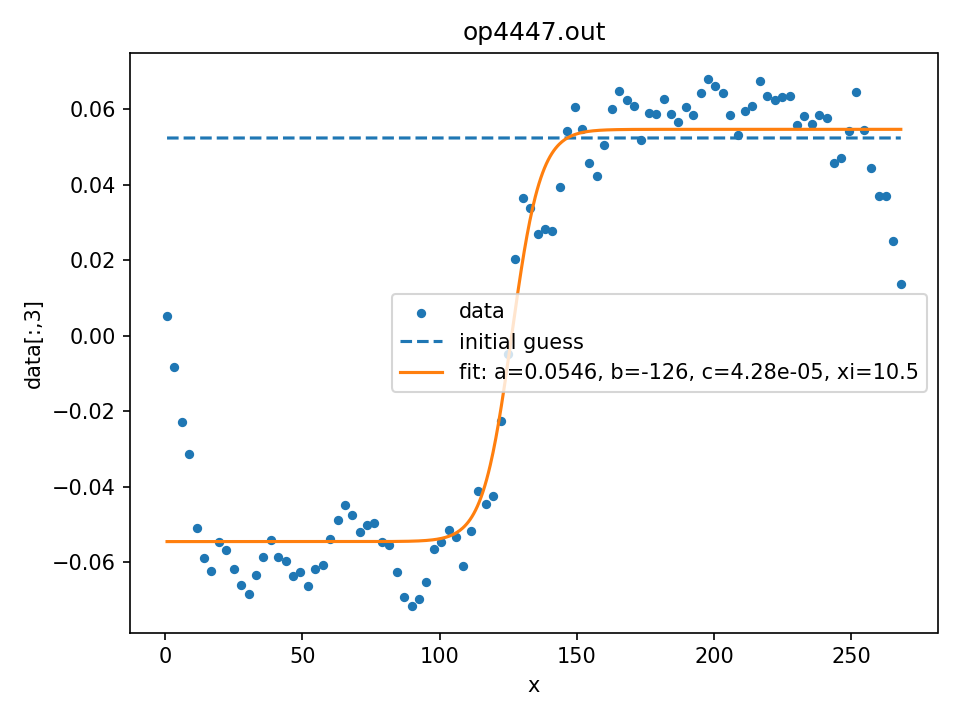 op4447.out
0.06
0.04
0.02
0.00
−0.02
−0.04
−0.06
data[:,3]
data
initial guess
fit: a=0.0546, b=-126, c=4.28e-05, xi=10.5
0 50 100 150 200 250
x